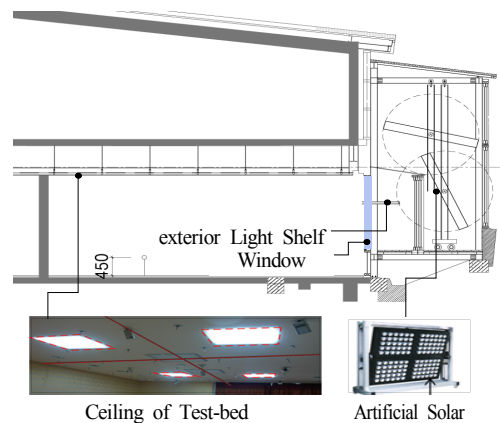 exterior Light Shelf
Window
450
Ceiling of Test-bed
Artificial Solar